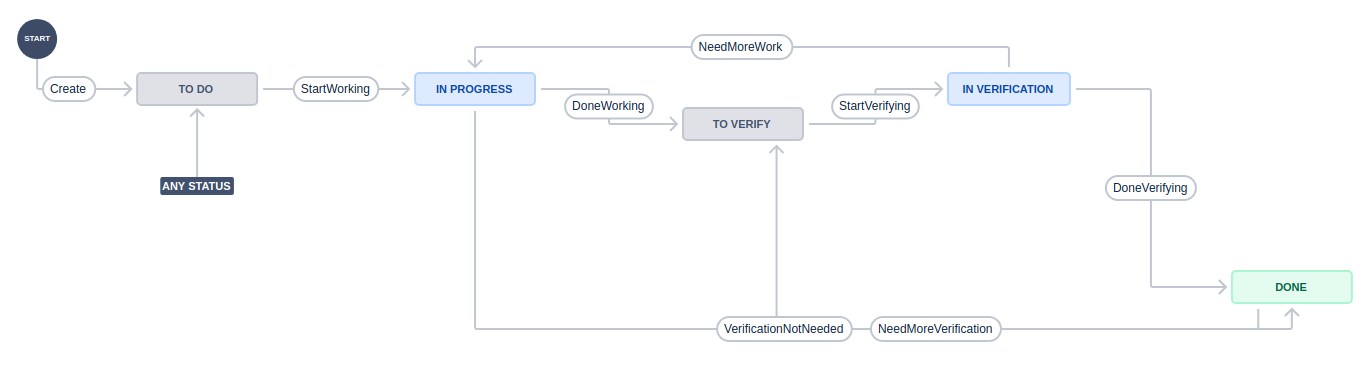 START
NeedMoreWork
Create
TO DO
StartWorking
IN PROGRESS
DoneWorking
TO VERIFY
StartVerifying
IN VERIFICATION
ANY STATUS
DoneVerifying
DONE
VerificationNotNeeded
NeedMoreVerification